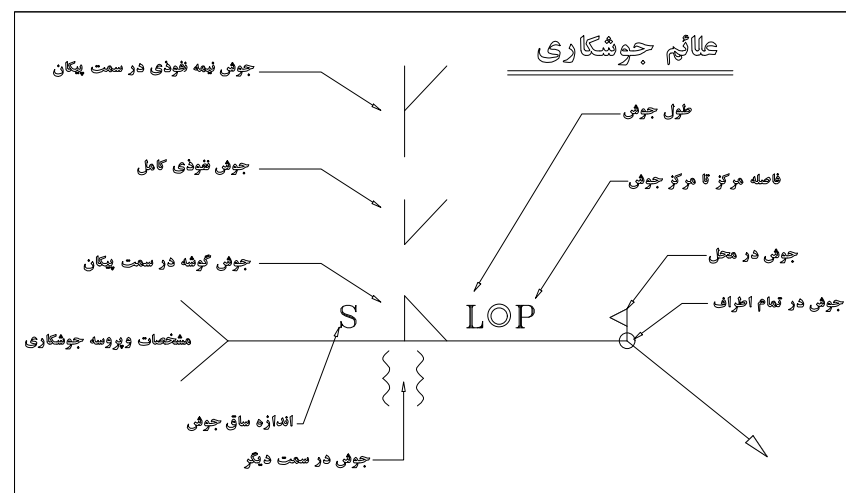 علائم جوشکاری
جوش نیمه نفوذی در سمت پیکان
طول جوش
جوش نفوذی کامل
فاصله مرکز تا مرکز جوش
جوش گوشه در سمت پیکان
جوش در محل
جوش در تمام اطراف
S
L◎P
مشخصات وپروسه جوشکاری
اندازه ساق جوش
جوش در سمت دیگر